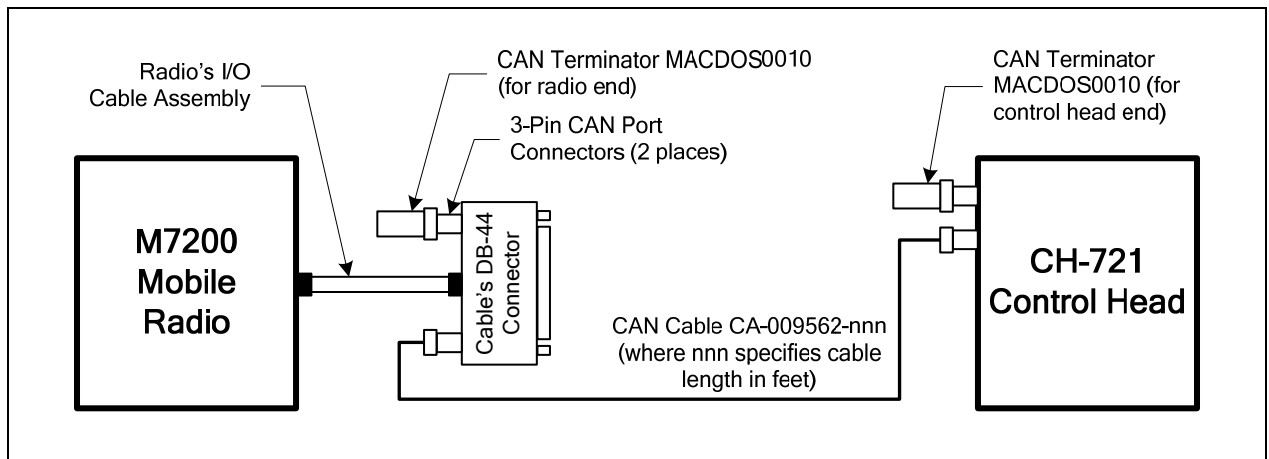 Radio's I/O
Cable Assembly
CAN Terminator MACDOS0010
(for radio end)
3-Pin CAN Port
Connectors (2 places)
CAN Terminator
MACDOS0010 (for
control head end)
M7200
Mobile
Radio
Cable's DB-44
Connector
CAN Cable CA-009562-nnn
(where nnn specifies cable
length in feet)
CH-721
Control Head